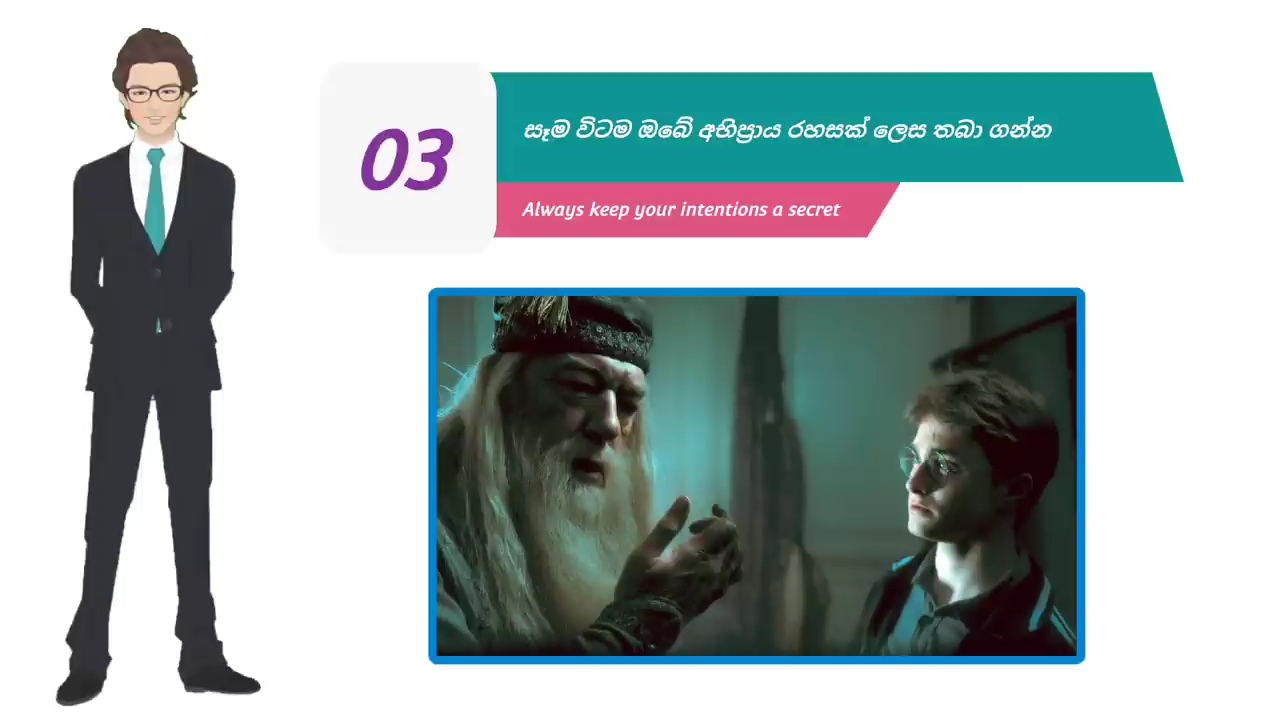 03
සෑම විටම ඔබේ අභිප්‍රාය රහසක් ලෙස තබා ගන්න
Always keep your intentions a secret